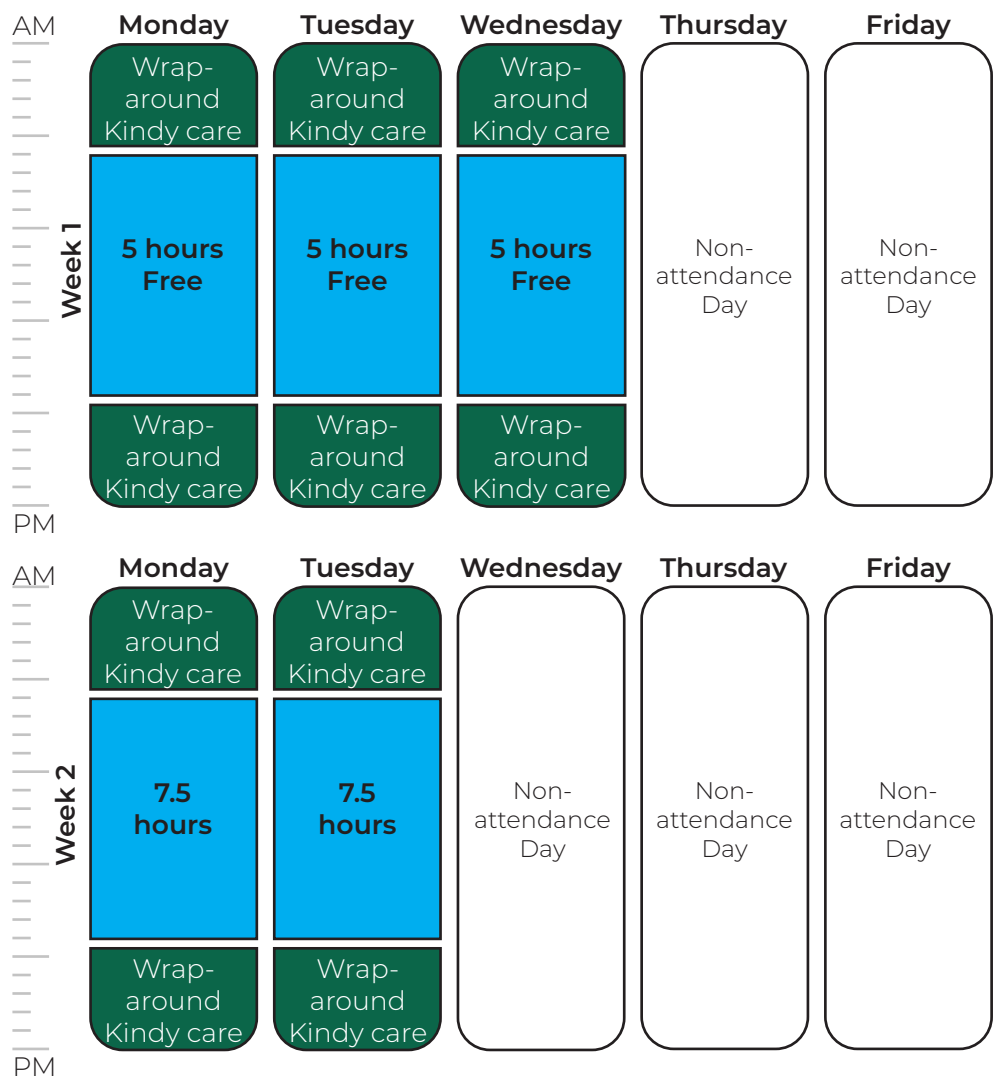 AM
Monday
Tuesday
Wednesday
Thursday
Friday
Week 1
Wrap-
around
Kindy care
Wrap-
around
Kindy care
Wrap-
around
Kindy care
5 hours
Free
5 hours
Free
5 hours
Free
Non-
attendance
Day
Non-
attendance
Day
Wrap-
around
Kindy care
Wrap-
around
Kindy care
Wrap-
around
Kindy care
PM
AM
Monday
Tuesday
Wednesday
Thursday
Friday
Week 2
Wrap-
around
Kindy care
Wrap-
around
Kindy care
7.5
hours
7.5
hours
Non-
attendance
Day
Non-
attendance
Day
Non-
attendance
Day
Wrap-
around
Kindy care
Wrap-
around
Kindy care
PM